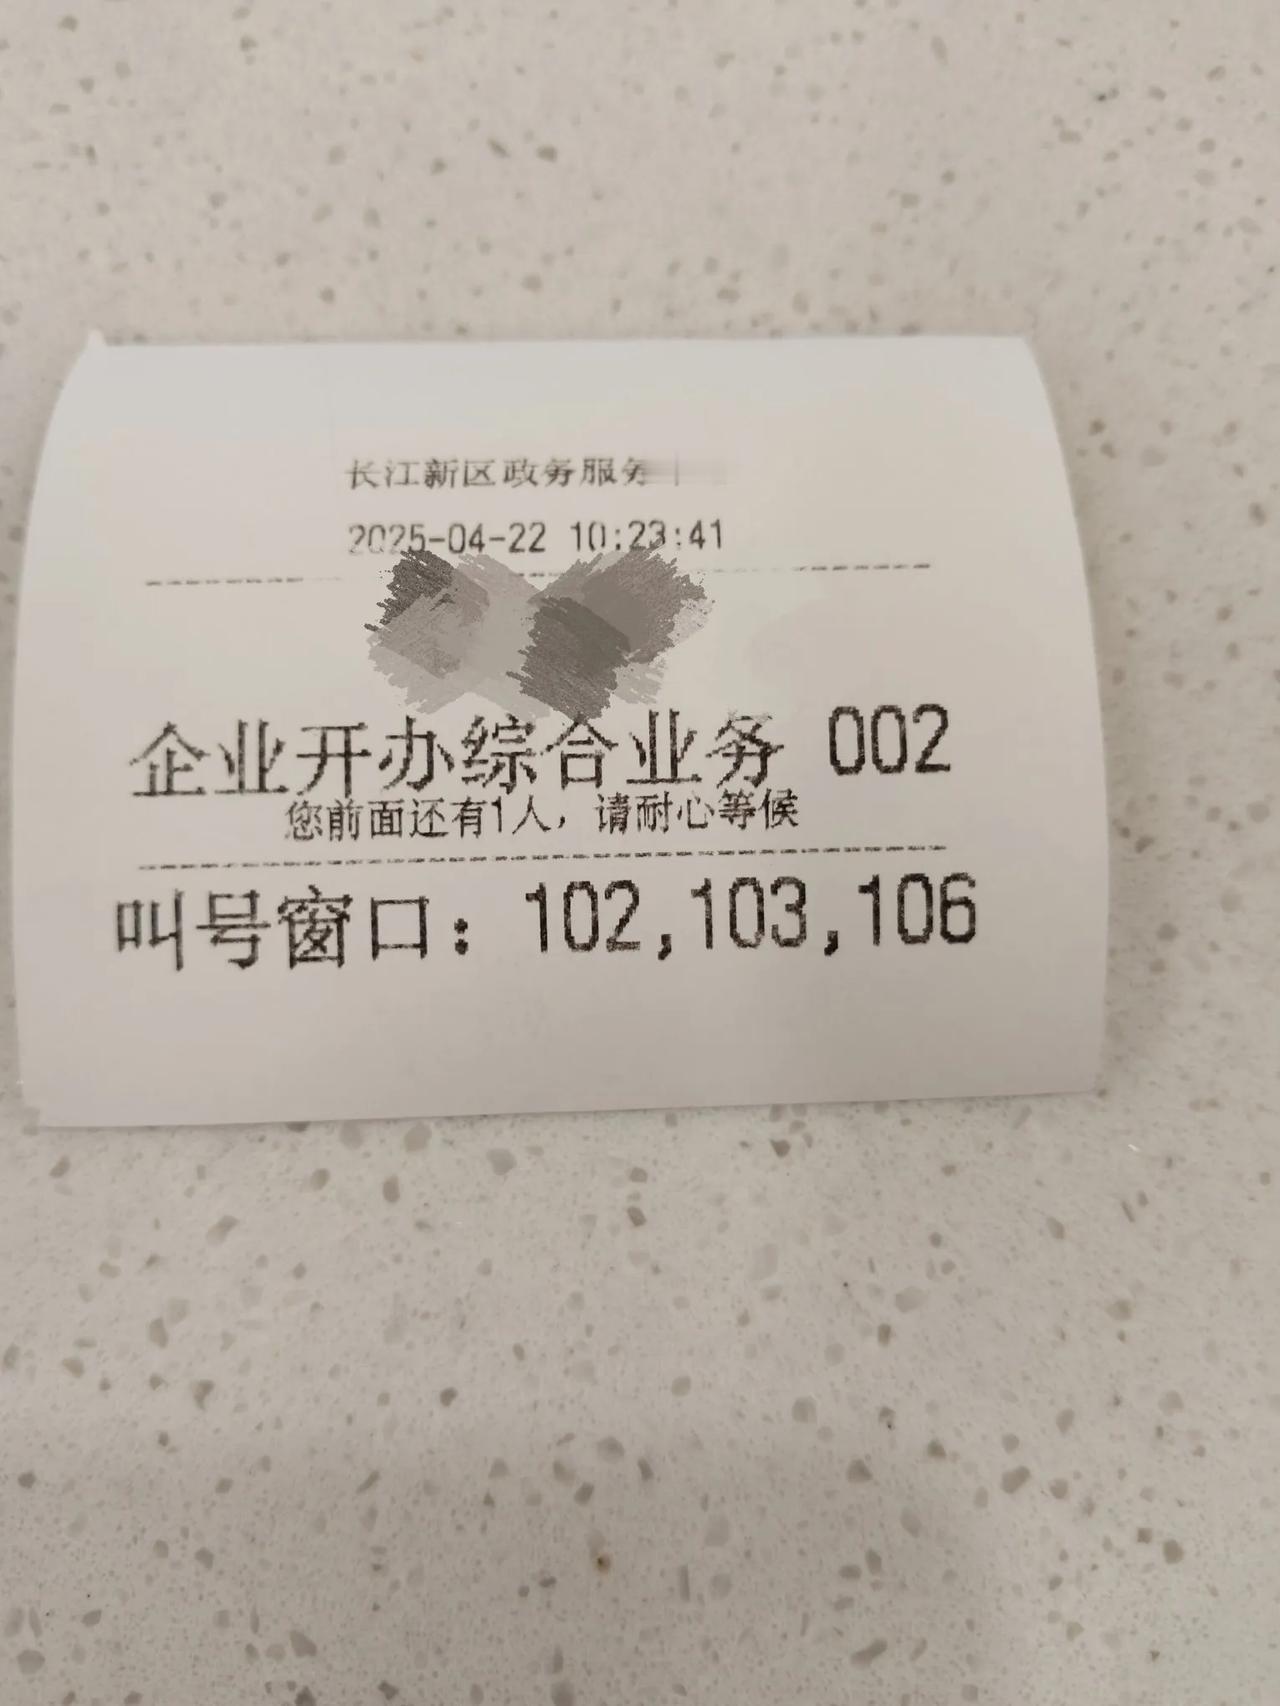 长江新区政务服务
2025-04-22 10:23:41
企业开办综合业务 002
您前面还有1人，请耐心等候
叫号窗口：102,103,106